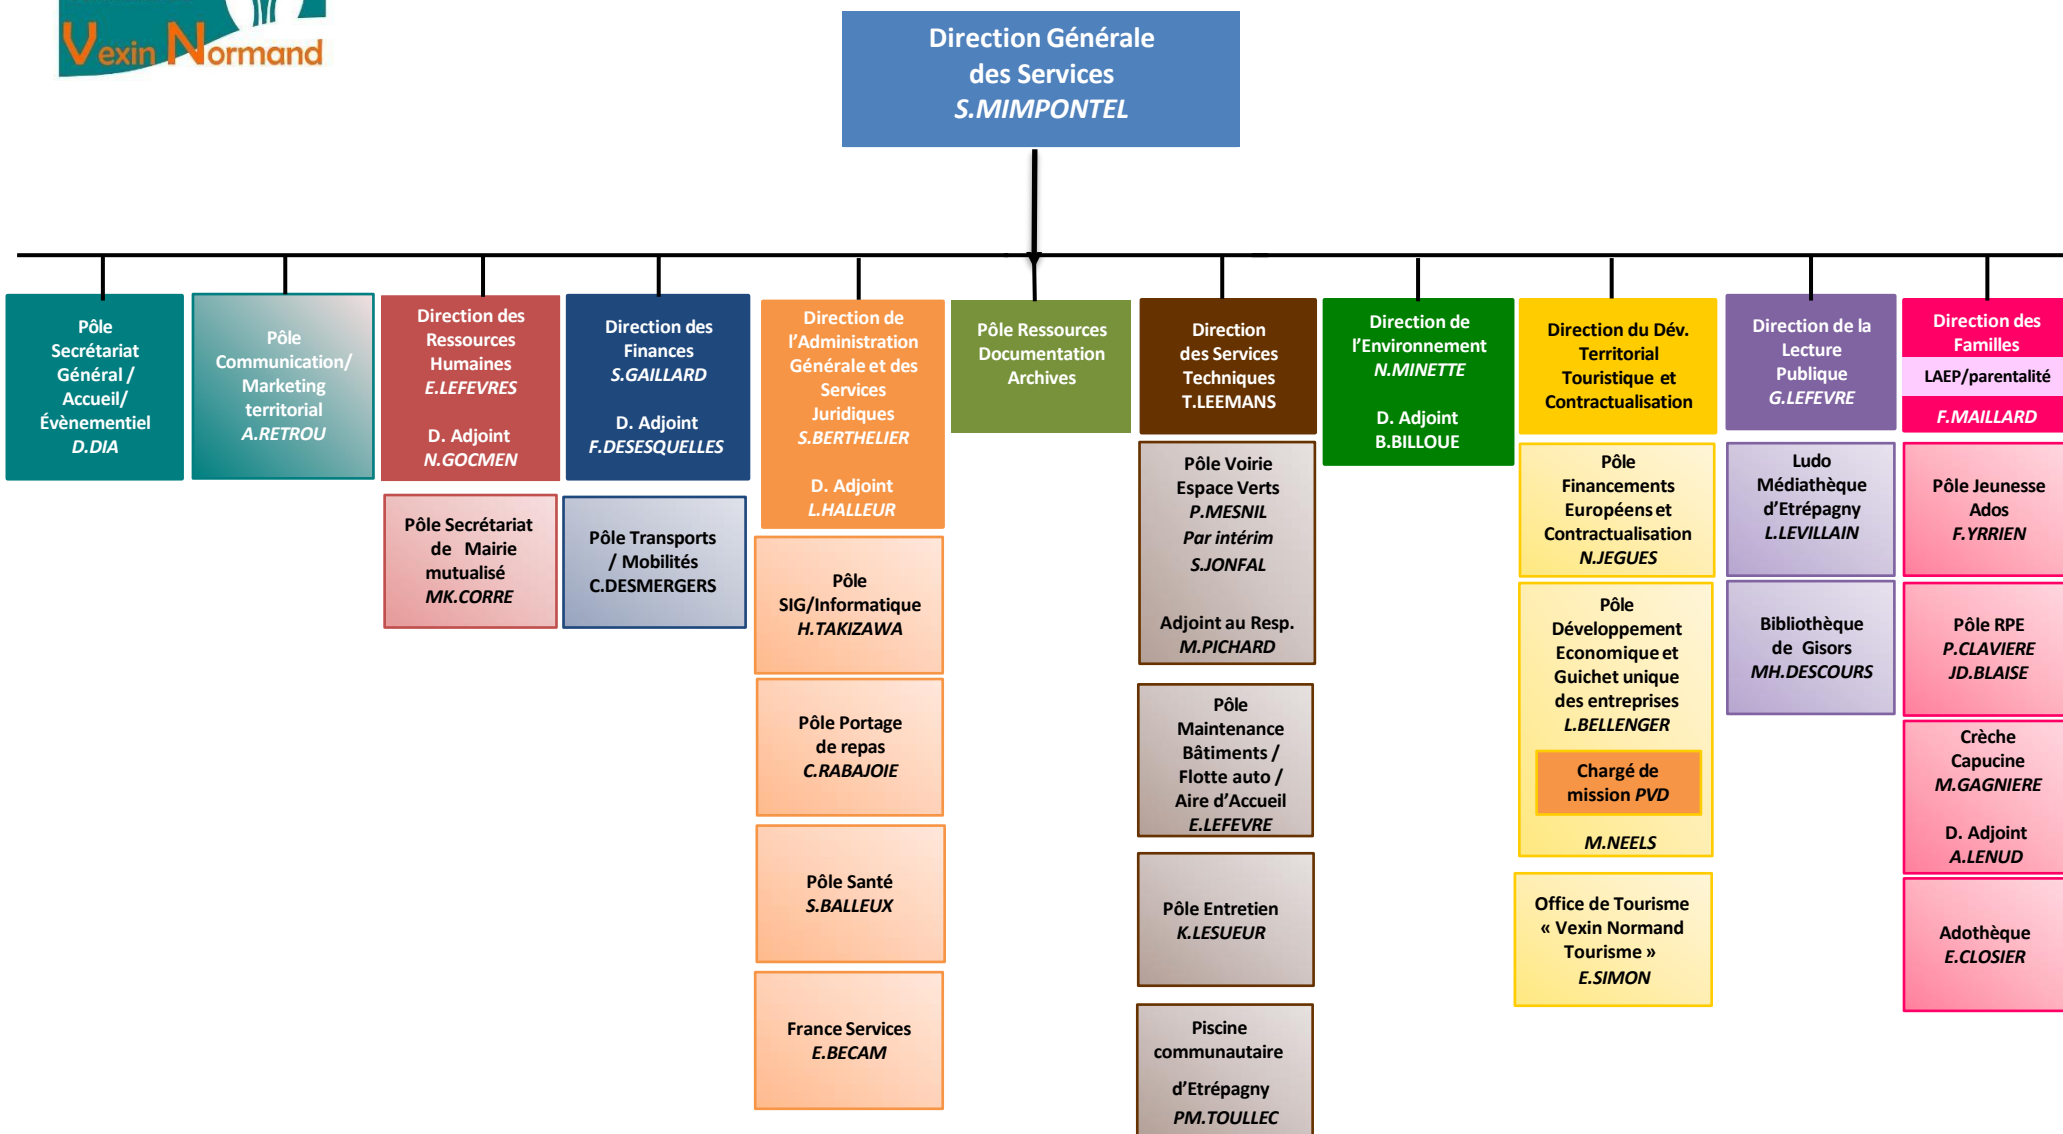 Vexin Normand
Direction Générale
des Services
S.MIMPONTEL
Pôle
Secrétariat
Général /
Accueil/
Évènementiel
D.DIA
Pôle
Communication/
Marketing
territorial
A.RETROU
Direction des
Ressources
Humaines
E.LEFEVRES
D. Adjoint
N.GOCMEN
Pôle Secrétariat
de Mairie
mutualisé
MK.CORRE
Direction des
Finances
S.GAILLARD
D. Adjoint
F.DESESQUELLES
Pôle Transports
/ Mobilités
C.DESMERGERS
Direction de
l’Administration
Générale et des
Services
Juridiques
S.BERTHELIER
D. Adjoint
L.HALLEUR
Pôle
SIG/Informatique
H.TAKIZAWA
Pôle Portage
de repas
C.RABAJOIE
Pôle Santé
S.BALLEUX
France Services
E.BECAM
Pôle Ressources
Documentation
Archives
Direction
des Services
Techniques
T.LEEMANS
Pôle Voirie
Espace Verts
P.MESNIL
Par intérim
S.JONFAL
Adjoint au Resp.
M.PICHARD
Pôle
Maintenance
Bâtiments /
Flotte auto /
Aire d’Accueil
E.LEFEVRE
Pôle Entretien
K.LESUEUR
Piscine
communautaire
d’Etrépagny
PM.TOULLEC
Direction de
l’Environnement
N.MINETTE
D. Adjoint
B.BILLOUE
Direction du Dév.
Territorial
Touristique et
Contractualisation
Pôle
Financements
Européens et
Contractualisation
N.JEGUES
Pôle
Développement
Economique et
Guichet unique
des entreprises
L.BELLENGER
Chargé de
mission PVD
M.NEELS
Office de Tourisme
« Vexin Normand
Tourisme »
E.SIMON
Direction de la
Lecture
Publique
G.LEFEVRE
Ludo
Médiathèque
d’Etrépagny
L.LEVILLAIN
Bibliothèque
de Gisors
MH.DESCOURS
Direction des
Familles
LAEP/parentalité
F.MAILLARD
Pôle Jeunesse
Ados
F.YRRIEN
Pôle RPE
P.CLAVIERE
JD.BLAISE
Crèche
Capucine
M.GAGNIERE
D. Adjoint
A.LENUD
Adothèque
E.CLOSIER